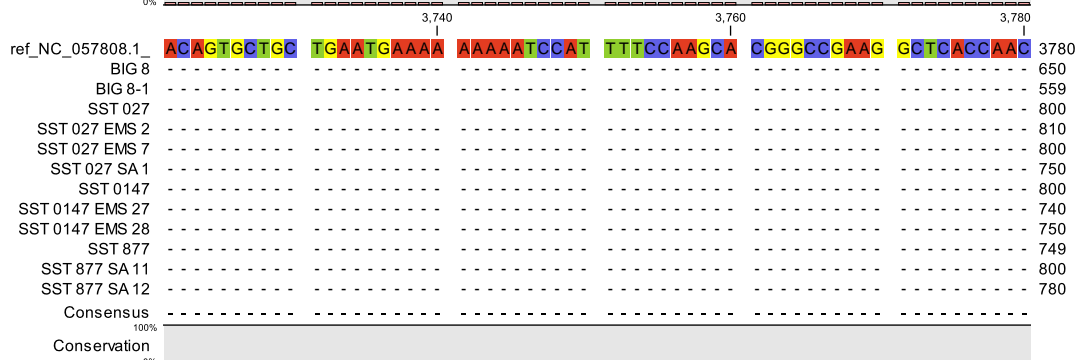 0%
3,740 3,760 3,780
ref_NC_057808.1_ ACAGTGCTGC TGAATGAAAA AAAAATCCAT TTTCCAAGCA CGGGCCGAAG GCTCACCAAC 3780
BIG 8 - - - - - - - - - - - - - - - - - - - - - - - - - - - - - - - - - - - - - - - - - - - - - - - - - - - - - - - - - - - - 650
BIG 8-1 - - - - - - - - - - - - - - - - - - - - - - - - - - - - - - - - - - - - - - - - - - - - - - - - - - - - - - - - - - - - 559
SST 027 - - - - - - - - - - - - - - - - - - - - - - - - - - - - - - - - - - - - - - - - - - - - - - - - - - - - - - - - - - - - 800
SST 027 EMS 2 - - - - - - - - - - - - - - - - - - - - - - - - - - - - - - - - - - - - - - - - - - - - - - - - - - - - - - - - - - - - 810
SST 027 EMS 7 - - - - - - - - - - - - - - - - - - - - - - - - - - - - - - - - - - - - - - - - - - - - - - - - - - - - - - - - - - - - 800
SST 027 SA 1 - - - - - - - - - - - - - - - - - - - - - - - - - - - - - - - - - - - - - - - - - - - - - - - - - - - - - - - - - - - - 750
SST 0147 - - - - - - - - - - - - - - - - - - - - - - - - - - - - - - - - - - - - - - - - - - - - - - - - - - - - - - - - - - - - 800
SST 0147 EMS 27 - - - - - - - - - - - - - - - - - - - - - - - - - - - - - - - - - - - - - - - - - - - - - - - - - - - - - - - - - - - - 740
SST 0147 EMS 28 - - - - - - - - - - - - - - - - - - - - - - - - - - - - - - - - - - - - - - - - - - - - - - - - - - - - - - - - - - - - 750
SST 877 - - - - - - - - - - - - - - - - - - - - - - - - - - - - - - - - - - - - - - - - - - - - - - - - - - - - - - - - - - - - 749
SST 877 SA 11 - - - - - - - - - - - - - - - - - - - - - - - - - - - - - - - - - - - - - - - - - - - - - - - - - - - - - - - - - - - - 800
SST 877 SA 12 - - - - - - - - - - - - - - - - - - - - - - - - - - - - - - - - - - - - - - - - - - - - - - - - - - - - - - - - - - - - 780
Consensus - - - - - - - - - - - - - - - - - - - - - - - - - - - - - - - - - - - - - - - - - - - - - - - - - - - - - - - - - - - -
100%
Conservation
0%